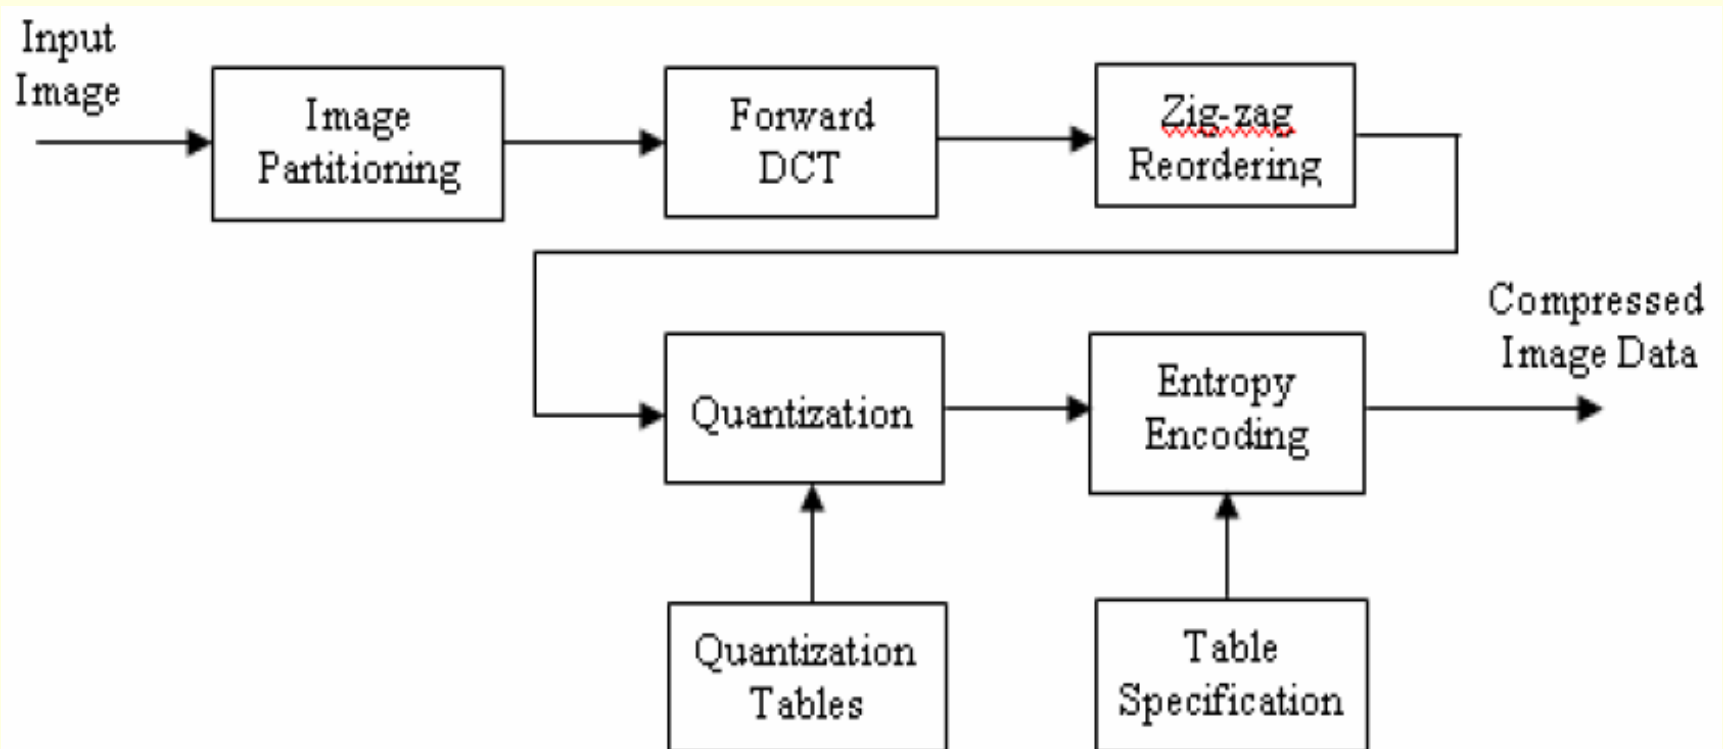 Input
Image
Image
Partitioning
Forward
DCT
Zig-zag
Reordering
Quantization
Entropy
Encoding
Compressed
Image Data
Quantization
Tables
Table
Specification